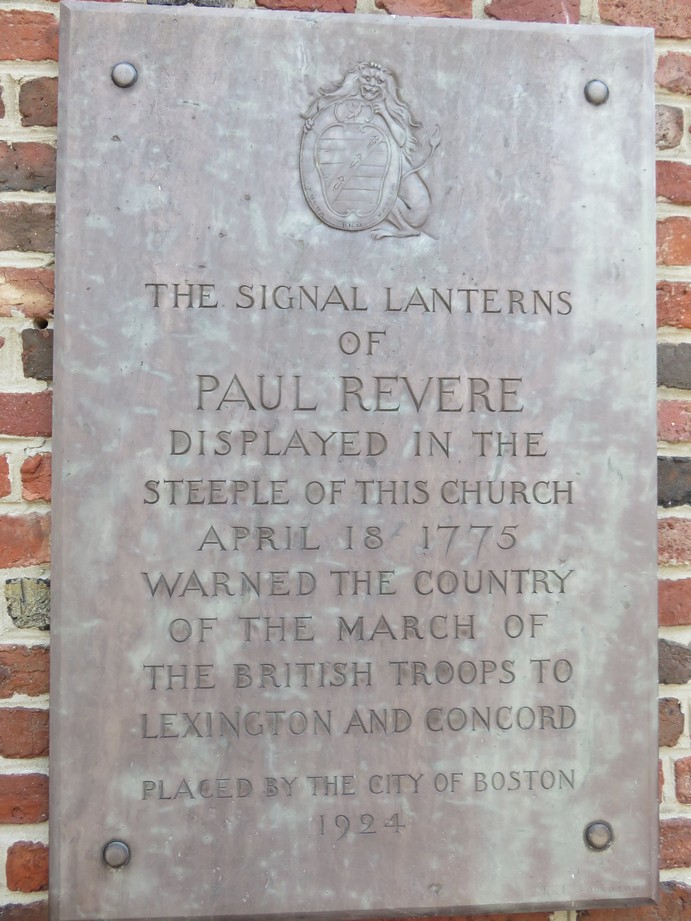 THE SIGNAL LANTERNS
OF
PAUL REVERE
DISPLAYED IN THE
STEEPLE OF THIS CHURCH
APRIL 18 1775
WARNED THE COUNTRY
OF THE MARCH OF
THE BRITISH TROOPS TO
LEXINGTON AND CONCORD
PLACED BY THE CITY OF BOSTON
1924